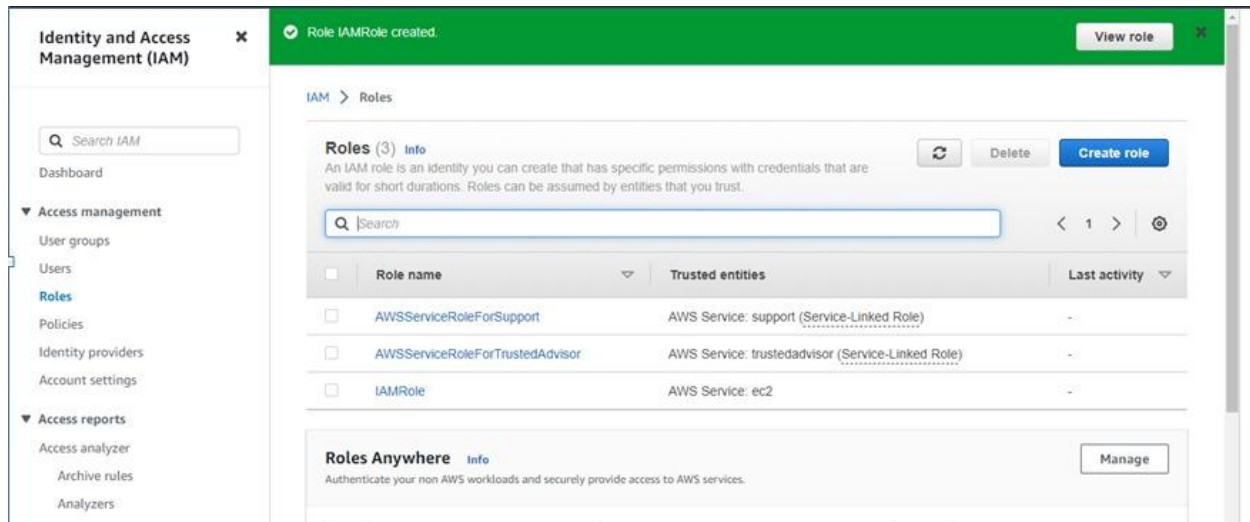 Identity and Access
Management (IAM)
Search IAM
Dashboard
Access management
User groups
Users
Roles
Policies
Identity providers
Account settings
Access reports
Access analyzer
Archive rules
Analyzers
Role IAMRole created.
View role
IAM > Roles
Roles (3) Info
An IAM role is an identity you can create that has specific permissions with credentials that are
valid for short durations. Roles can be assumed by entities that you trust.
Delete
Create role
Search
< 1 >
Role name Trusted entities Last activity
AWSServiceRoleForSupport AWS Service: support (Service-Linked Role) -
AWSServiceRoleForTrustedAdvisor AWS Service: trustedadvisor (Service-Linked Role) -
IAMRole AWS Service: ec2 -
Roles Anywhere Info
Authenticate your non AWS workloads and securely provide access to AWS services.
Manage